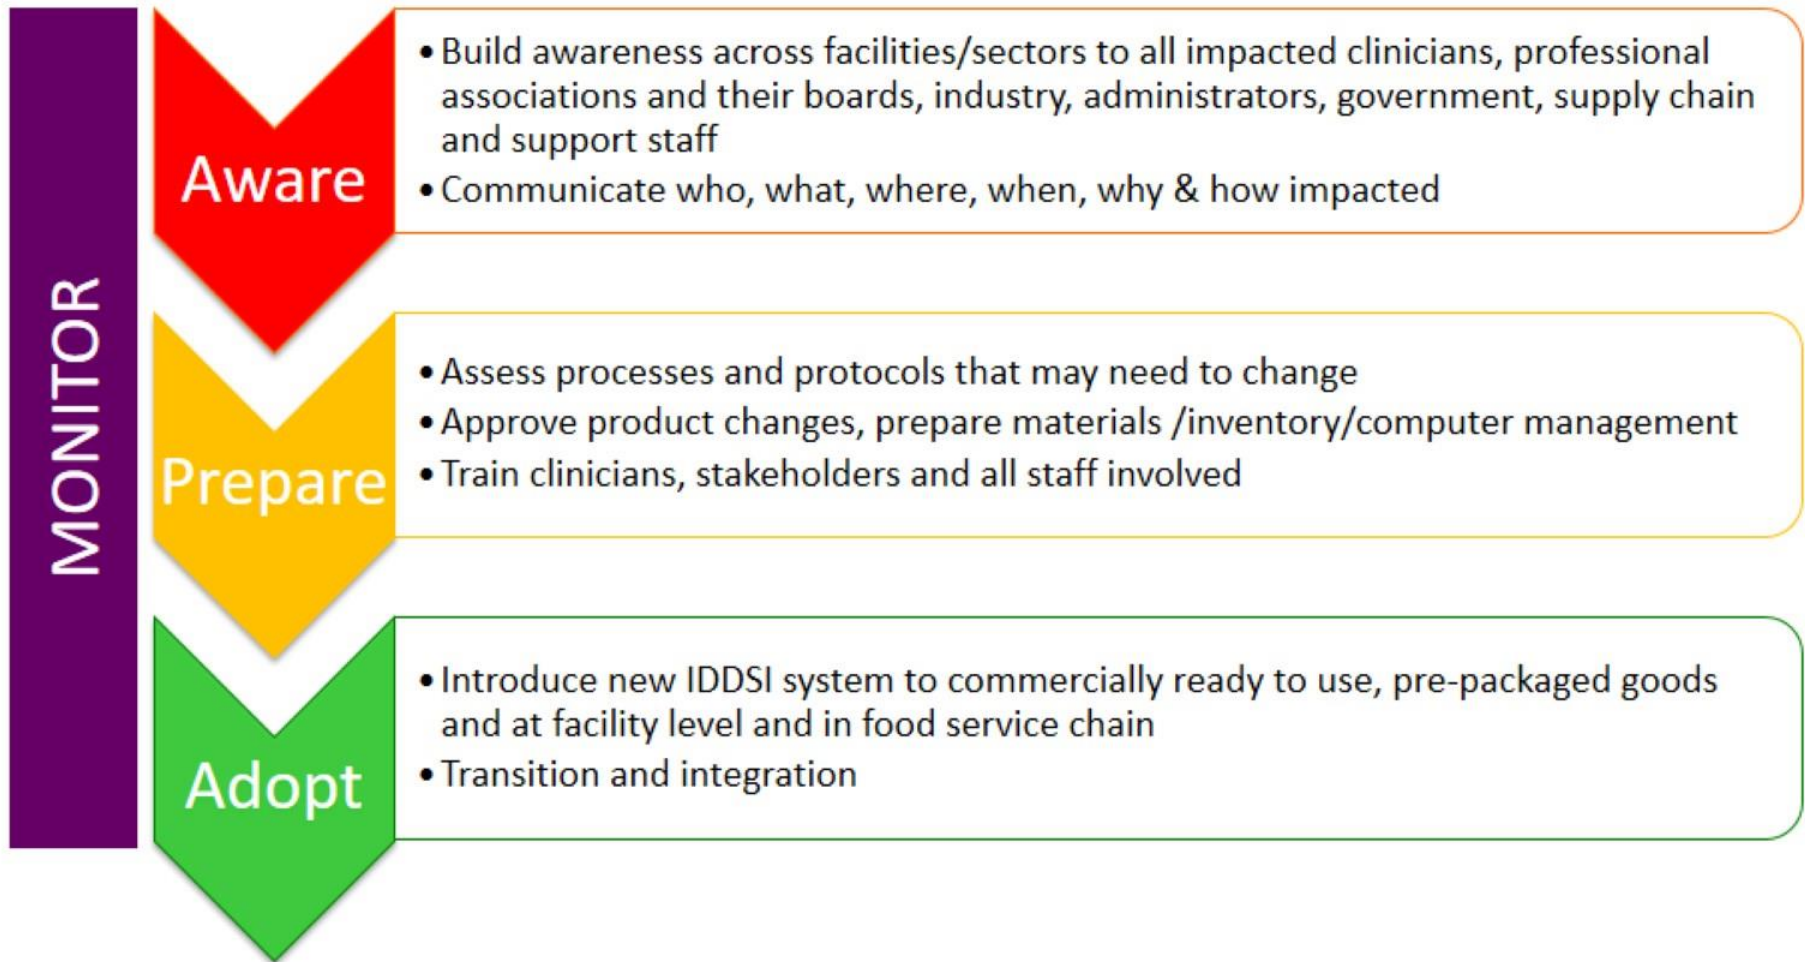 MONITOR
Aware
• Build awareness across facilities/sectors to all impacted clinicians, professional
associations and their boards, industry, administrators, government, supply chain
and support staff
• Communicate who, what, where, when, why & how impacted
Prepare
• Assess processes and protocols that may need to change
• Approve product changes, prepare materials /inventory/computer management
• Train clinicians, stakeholders and all staff involved
Adopt
• Introduce new IDDSI system to commercially ready to use, pre-packaged goods
and at facility level and in food service chain
• Transition and integration